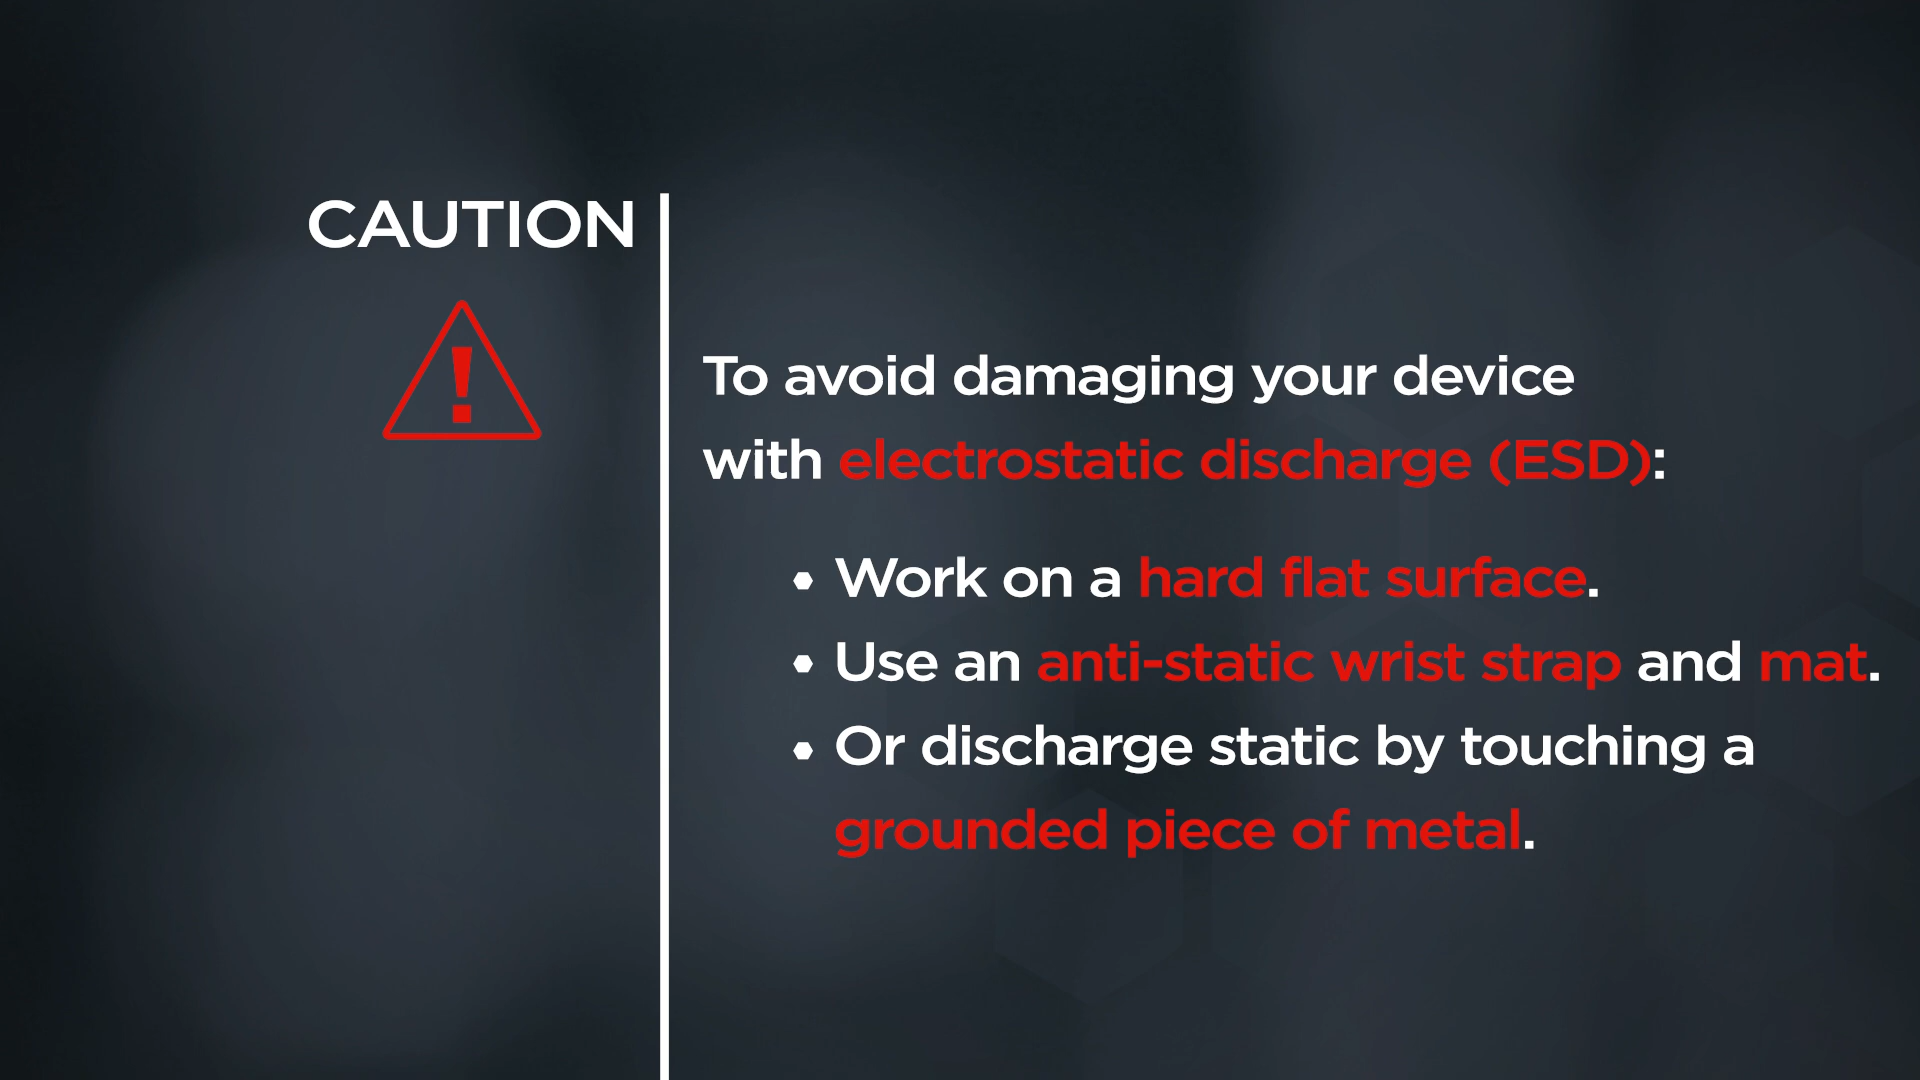 CAUTION
!
To avoid damaging your device
with electrostatic discharge (ESD):
• Work on a hard flat surface.
• Use an anti-static wrist strap and mat.
• Or discharge static by touching a
grounded piece of metal.